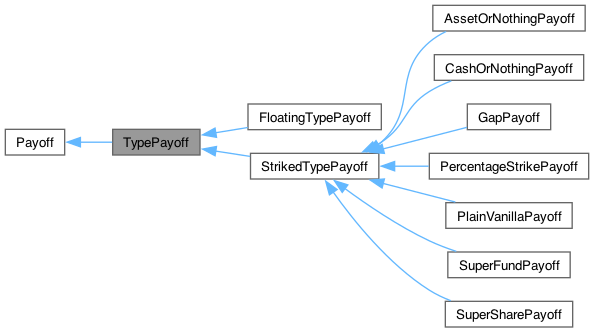 Payoff
TypePayoff
FloatingTypePayoff
StrikedTypePayoff
AssetOrNothingPayoff
CashOrNothingPayoff
GapPayoff
PercentageStrikePayoff
PlainVanillaPayoff
SuperFundPayoff
SuperSharePayoff